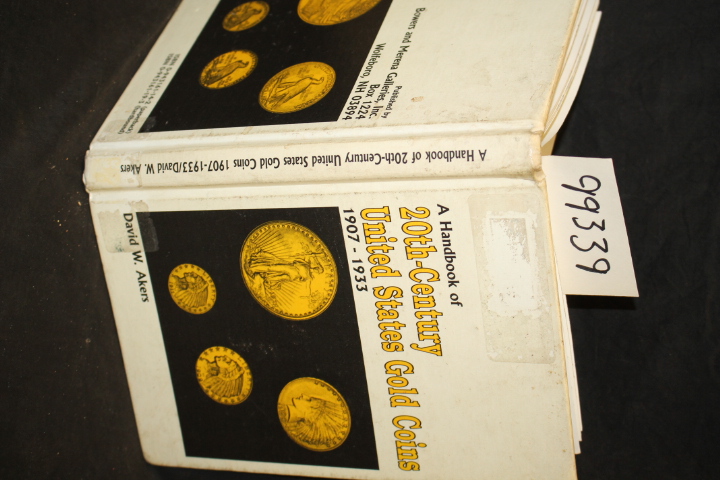 A Handbook of
20th-Century
United States Gold Coins
1907 - 1933
David W. Akers
A Handbook of 20th-Century United States Gold Coins 1907-1933/David W. Akers
Published by
Bowers and Merena Galleries, Inc.
Box 1224
Wolfeboro, NH 03894
99339